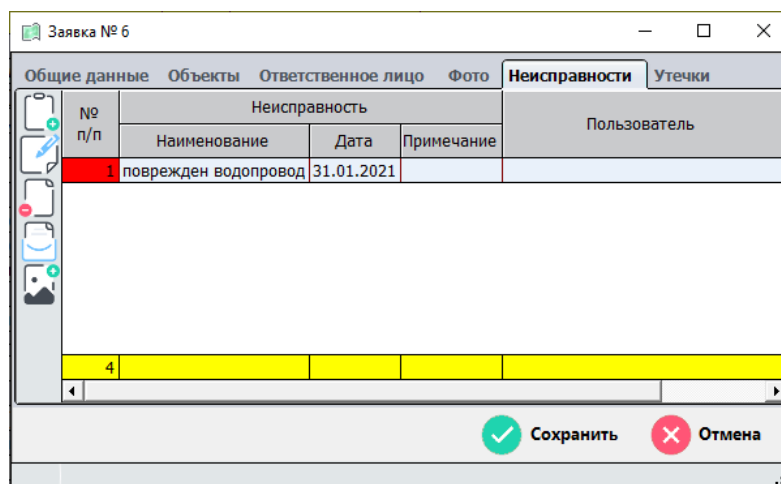 Заявка № 6
Общие данные Объекты Ответственное лицо Фото Неисправности Утечки
№ п/п Неисправность Пользователь
Наименование Дата Примечание
1 поврежден водопровод 31.01.2021
4
Сохранить Отмена